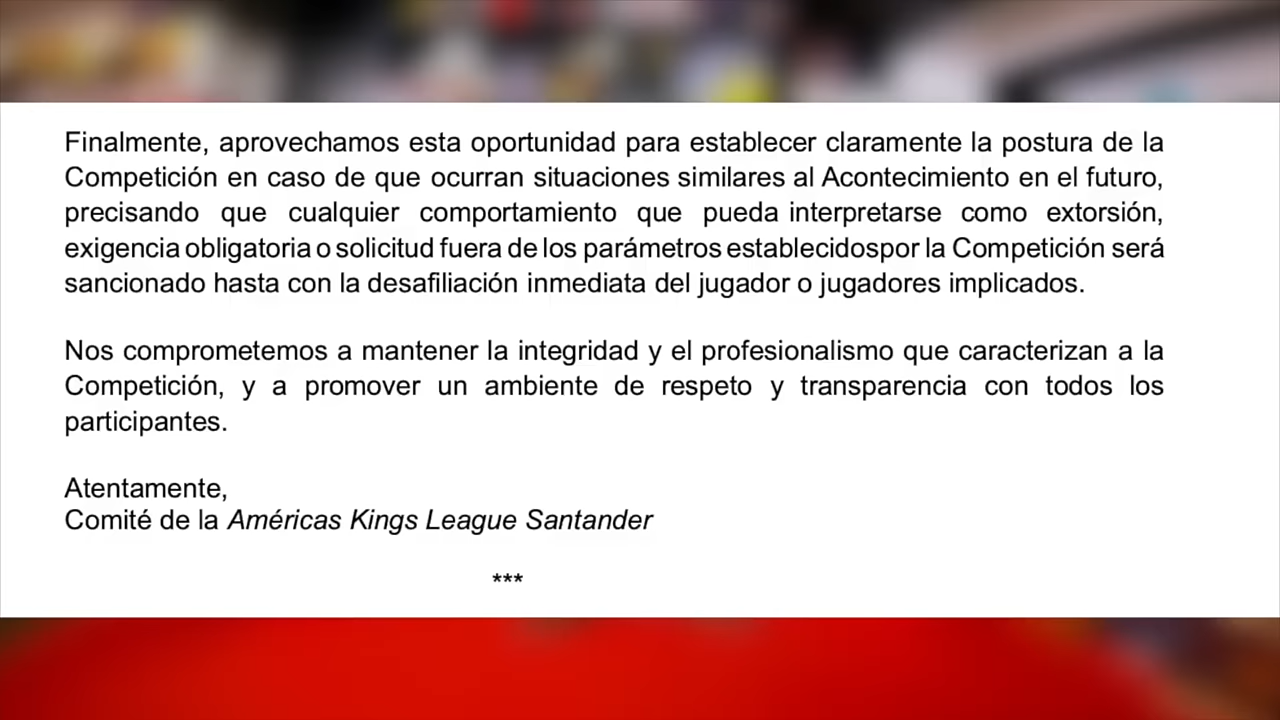 Finalmente, aprovechamos esta oportunidad para establecer claramente la postura de la
Competición en caso de que ocurran situaciones similares al Acontecimiento en el futuro,
precisando que cualquier comportamiento que pueda interpretarse como extorsión,
exigencia obligatoria o solicitud fuera de los parámetros establecidospor la Competición será
sancionado hasta con la desafiliación inmediata del jugador o jugadores implicados.
Nos comprometemos a mantener la integridad y el profesionalismo que caracterizan a la
Competición, y a promover un ambiente de respeto y transparencia con todos los
participantes.
Atentamente,
Comité de la Américas Kings League Santander
***